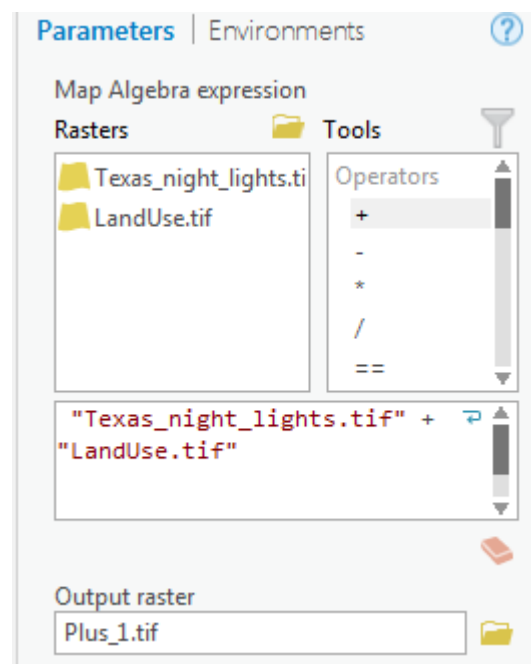 Parameters | Environments ?
Map Algebra expression
Rasters Tools
Texas_night_lights.ti
LandUse.tif
Operators
+
-
*
/
==
"Texas_night_lights.tif" +
"LandUse.tif"
Output raster
Plus_1.tif